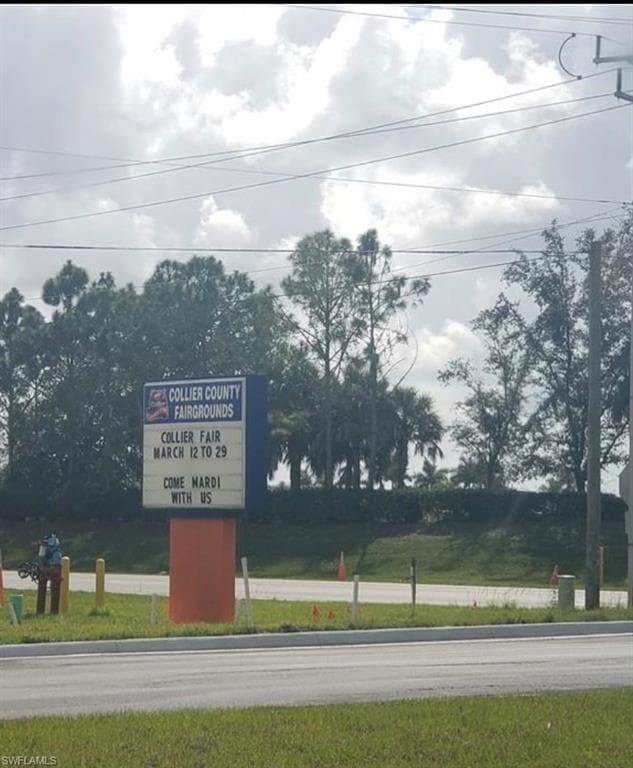 COLLIER COUNTY
FAIRGROUNDS
COLLIER FAIR
MARCH 12 TO 29
COME MARDI
WITH US
SWFLAMLS